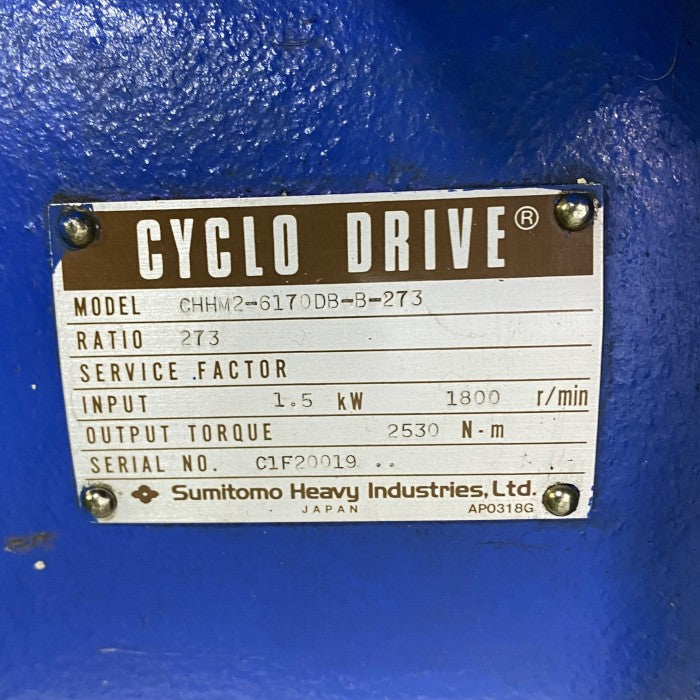 CYCLO DRIVE®
MODEL CHHM2-6170DB-B-273
RATIO 273
SERVICE .FACTOR
INPUT 1.5 kW 1800 r/min
OUTPUT TORQUE 2530 N-m
SERIAL NO. C1F20019 ..
Sumitomo Heavy Industries, Ltd.
JAPAN AP0318G